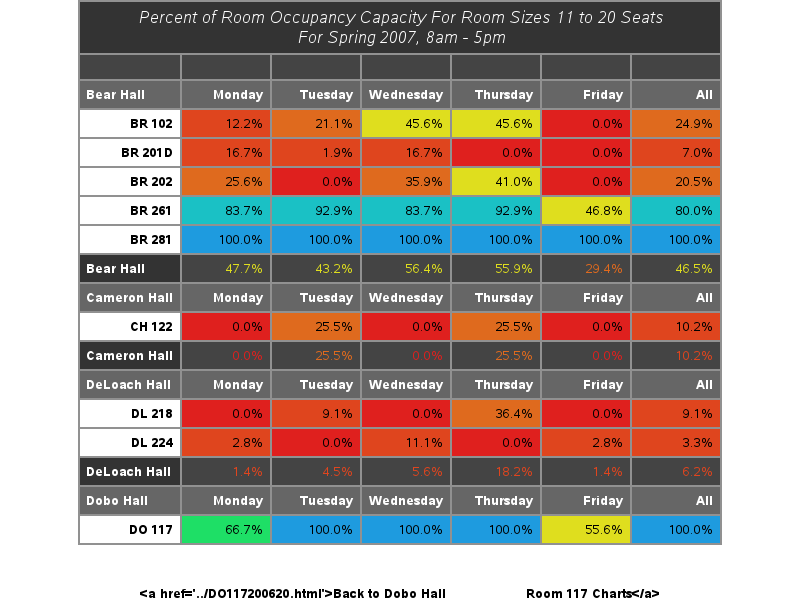 Percent of Room Occupancy Capacity For Room Sizes 11 to 20 Seats
For Spring 2007, 8am - 5pm
Bear Hall Monday Tuesday Wednesday Thursday Friday All
BR 102 12.2% 21.1% 45.6% 45.6% 0.0% 24.9%
BR 201D 16.7% 1.9% 16.7% 0.0% 0.0% 7.0%
BR 202 25.6% 0.0% 35.9% 41.0% 0.0% 20.5%
BR 261 83.7% 92.9% 83.7% 92.9% 46.8% 80.0%
BR 281 100.0% 100.0% 100.0% 100.0% 100.0% 100.0%
Bear Hall 47.7% 43.2% 56.4% 55.9% 29.4% 46.5%
Cameron Hall Monday Tuesday Wednesday Thursday Friday All
CH 122 0.0% 25.5% 0.0% 25.5% 0.0% 10.2%
Cameron Hall 0.0% 25.5% 0.0% 25.5% 0.0% 10.2%
DeLoach Hall Monday Tuesday Wednesday Thursday Friday All
DL 218 0.0% 9.1% 0.0% 36.4% 0.0% 9.1%
DL 224 2.8% 0.0% 11.1% 0.0% 2.8% 3.3%
DeLoach Hall 1.4% 4.5% 5.6% 18.2% 1.4% 6.2%
Dobo Hall Monday Tuesday Wednesday Thursday Friday All
DO 117 66.7% 100.0% 100.0% 100.0% 55.6% 100.0%
<a href='../DO117200620.html'>Back to Dobo Hall Room 117 Charts</a>